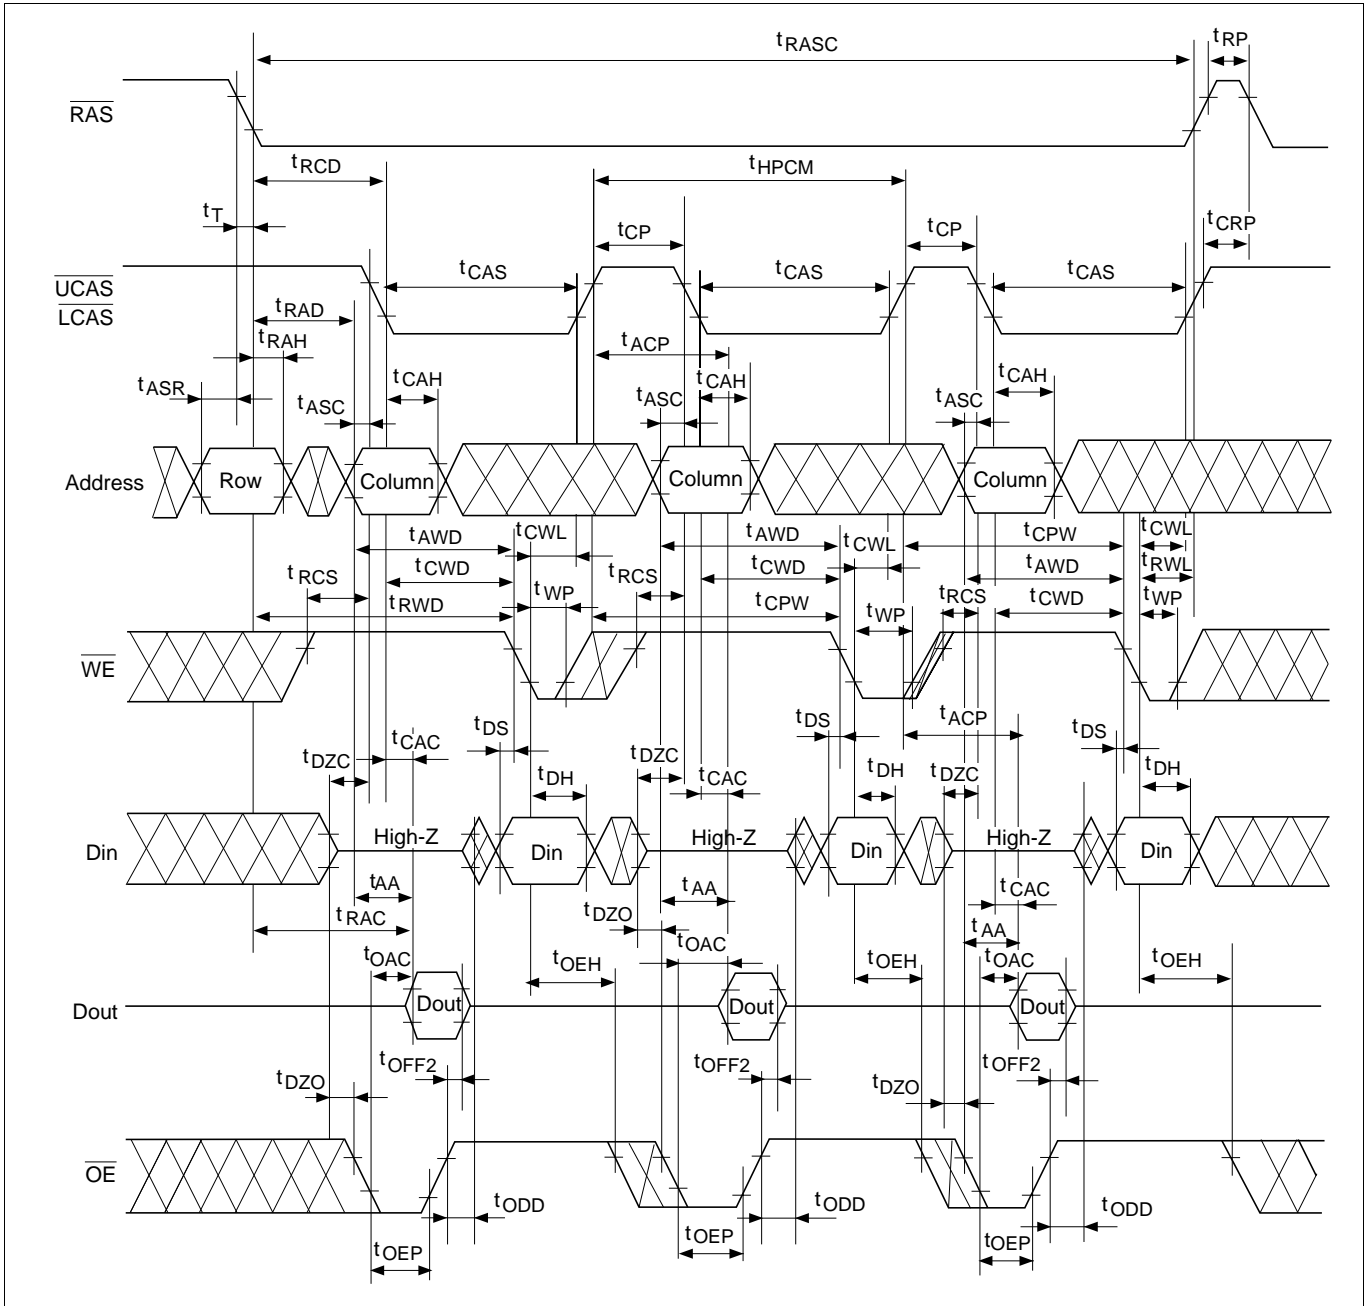 tRASC
tRP
RAS
tRCD
tHPCM
tT
tCP
tCP
tCRP
UCAS
tCAS
tCAS
tCAS
LCAS
tRAD
tRAH
tACP
tASR
tCAH
tCAH
tCAH
tASC
tASC
tASC
Address
Row
Column
Column
Column
tAWD
tCWL
tAWD
tCWL
tCPW
tCWL
tRCS
tCWD
tWP
tRCS
tCWD
tRCS
tAWD
tRWL
tRWD
tCPW
tWP
tCWD
tWP
WE
tDS
tCAC
tDZC
tDZC
tDS
tACP
tDS
tDH
tCAC
tDH
tDZC
tDH
Din
High-Z
Din
High-Z
Din
High-Z
Din
tAA
tAA
tCAC
tRAC
tDZO
tAA
tOAC
tOEH
tOAC
tOEH
tOAC
tOEH
Dout
Dout
Dout
Dout
tDZO
tOFF2
tOFF2
tDZO
tOFF2
OE
tODD
tODD
tODD
tOEP
tOEP
tOEP